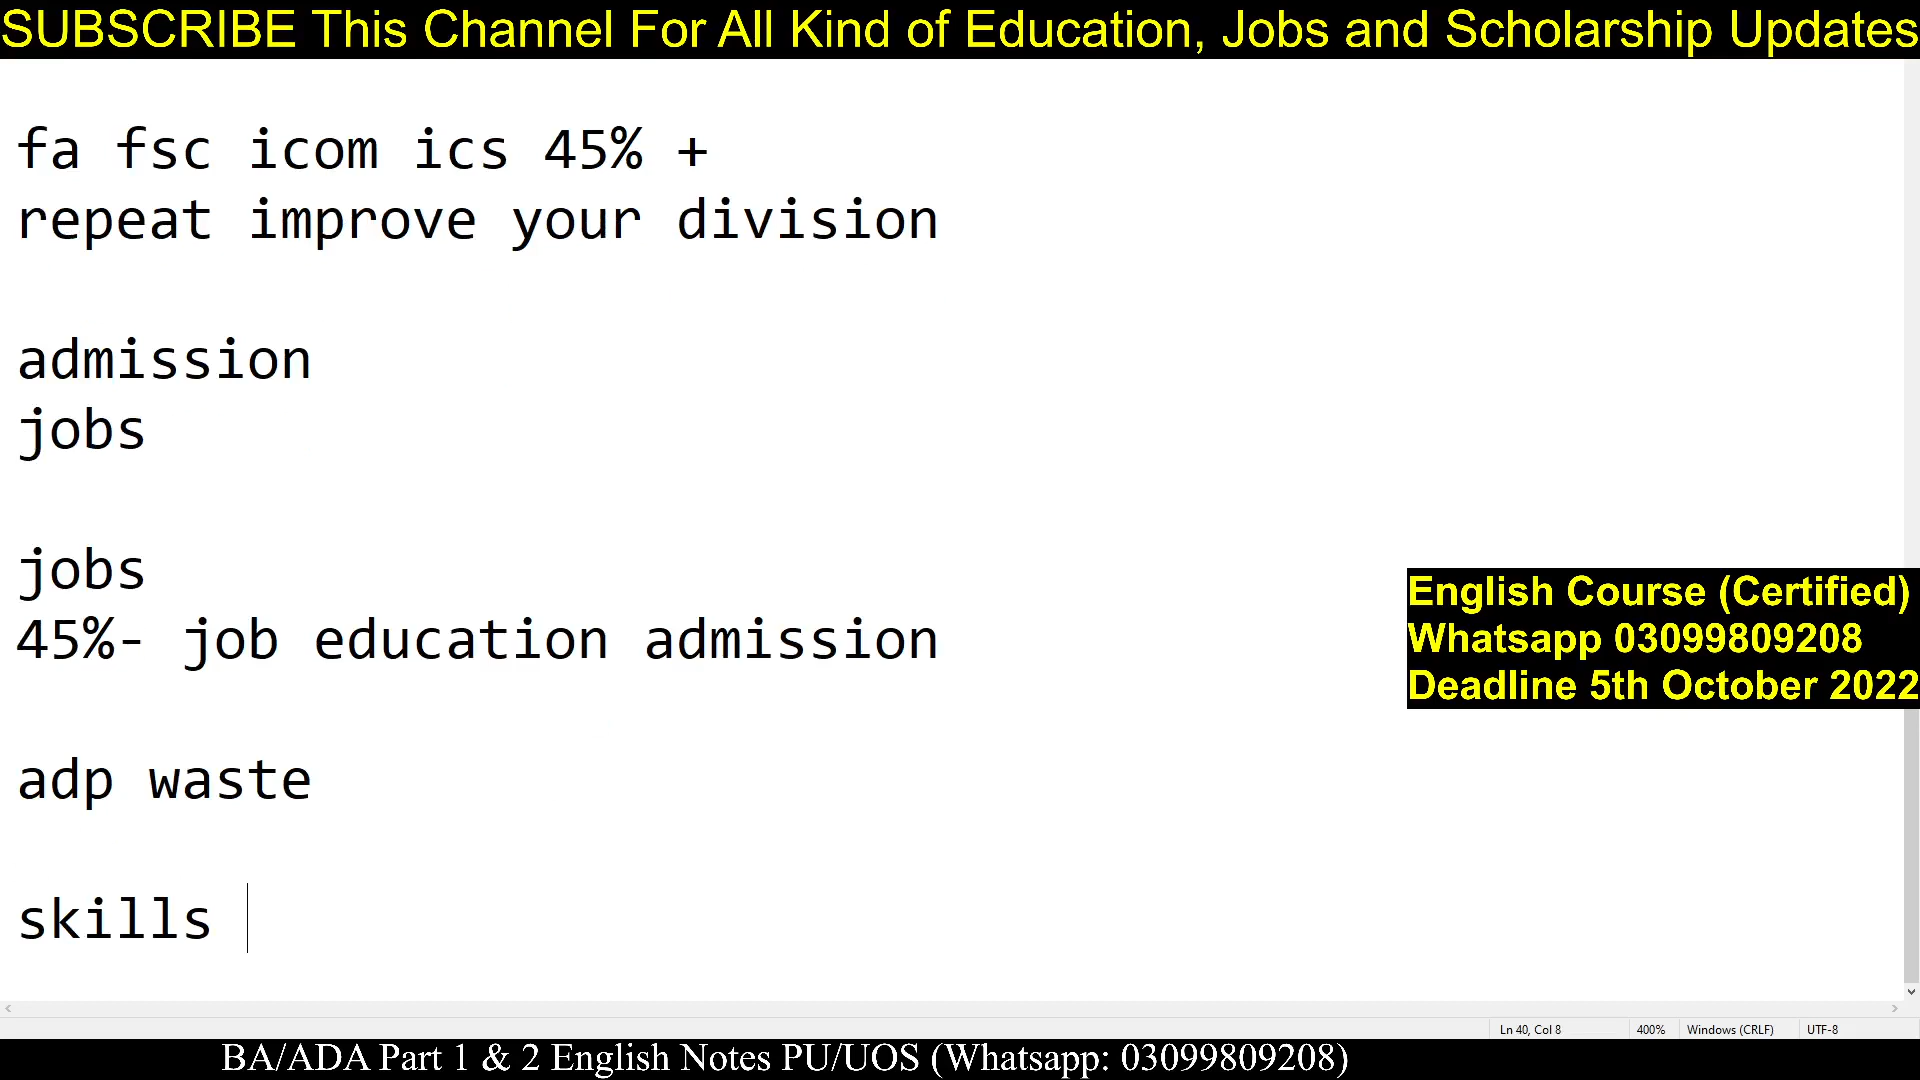 SUBSCRIBE This Channel For All Kind of Education, Jobs and Scholarship Updates
fa fsc icom ics 45% +
repeat improve your division
admission
jobs
jobs
45%- job education admission
adp waste
skills
English Course (Certified)
Whatsapp 03099809208
Deadline 5th October 2022
Ln 40, Col 8
400%
Windows (CRLF)
UTF-8
BA/ADA Part 1 & 2 English Notes PU/UOS (Whatsapp: 03099809208)